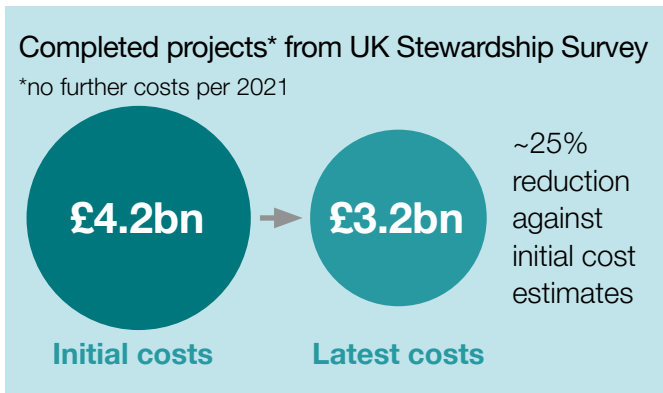 Completed projects* from UK Stewardship Survey
*no further costs per 2021
£4.2bn
£3.2bn
~25%
reduction
against
initial cost
estimates
Initial costs
Latest costs